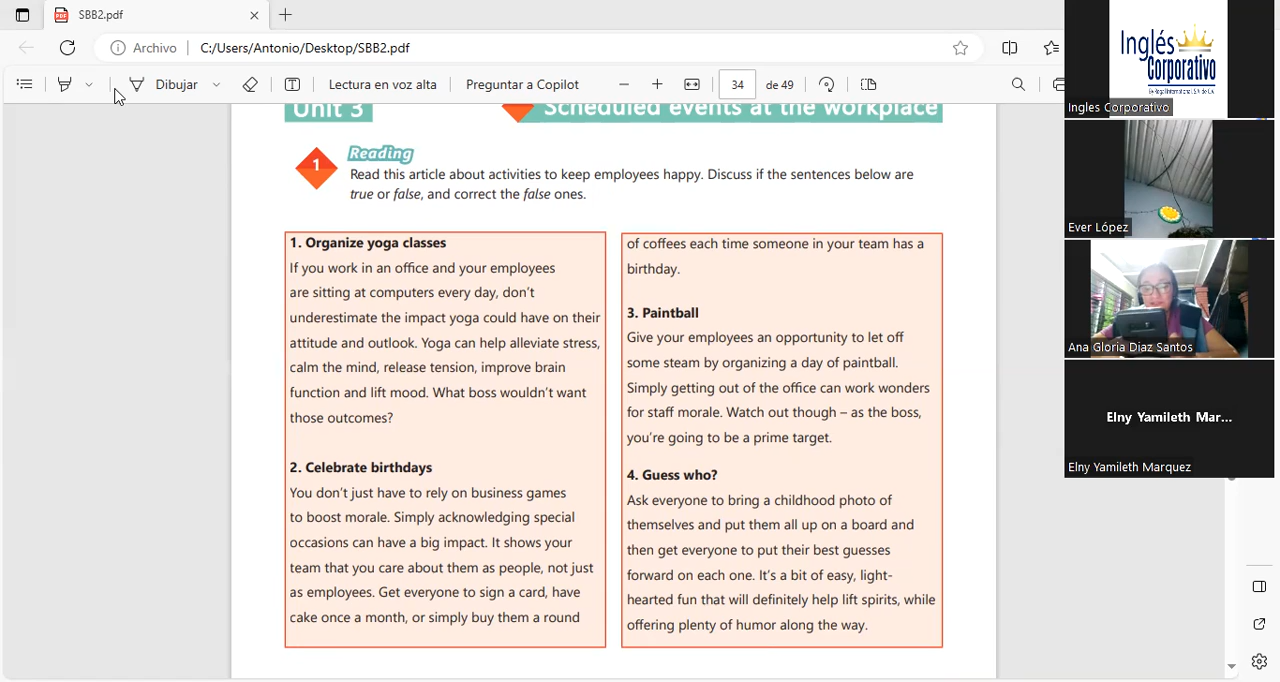 SBB2.pdf
Archivo
C:/Users/Antonio/Desktop/SBB2.pdf
Dibujar
Lectura en voz alta
Preguntar a Copilot
34
de 49
Unit 3
Scheduled events at the workplace
1
Reading
Read this article about activities to keep employees happy. Discuss if the sentences below are
true or false, and correct the false ones.
1. Organize yoga classes
If you work in an office and your employees
are sitting at computers every day, don't
underestimate the impact yoga could have on their
attitude and outlook. Yoga can help alleviate stress,
calm the mind, release tension, improve brain
function and lift mood. What boss wouldn't want
those outcomes?
2. Celebrate birthdays
You don't just have to rely on business games
to boost morale. Simply acknowledging special
occasions can have a big impact. It shows your
team that you care about them as people, not just
as employees. Get everyone to sign a card, have
cake once a month, or simply buy them a round
of coffees each time someone in your team has a
birthday.
3. Paintball
Give your employees an opportunity to let off
some steam by organizing a day of paintball.
Simply getting out of the office can work wonders
for staff morale. Watch out though – as the boss,
you're going to be a prime target.
4. Guess who?
Ask everyone to bring a childhood photo of
themselves and put them all up on a board and
then get everyone to put their best guesses
forward on each one. It's a bit of easy, light-
hearted fun that will definitely help lift spirits, while
offering plenty of humor along the way.
Inglés
Corporativo
Ingles Corporativo
Ever López
Ana Gloria Diaz Santos
Elny Yamileth Mar...
Elny Yamileth Marquez